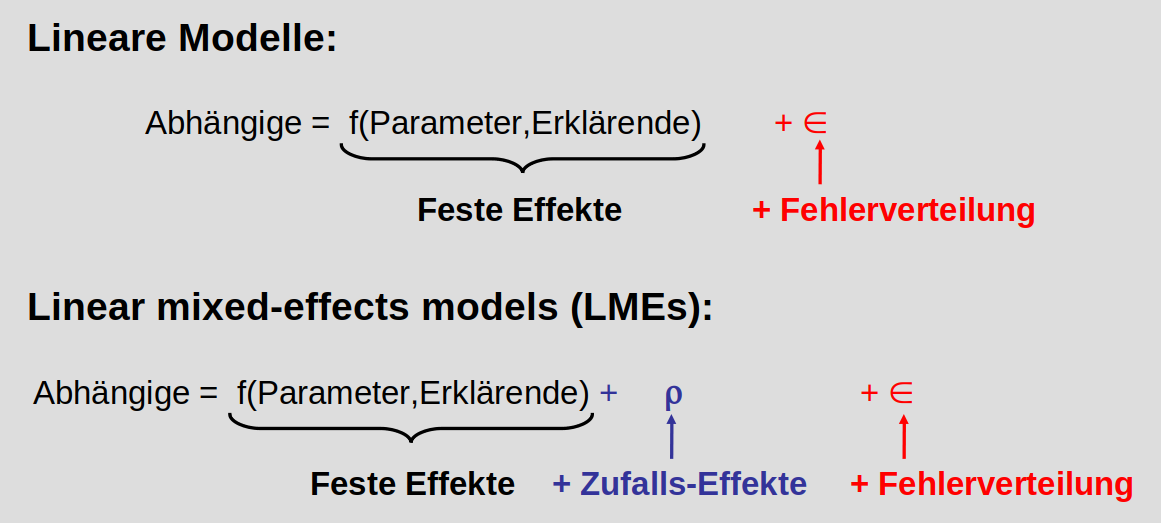 Lineare Modelle:
Abhängige = f(Parameter,Erklärende) + ∈
Feste Effekte + Fehlerverteilung
Linear mixed-effects models (LMEs):
Abhängige = f(Parameter,Erklärende) + ρ + ∈
Feste Effekte + Zufalls-Effekte + Fehlerverteilung